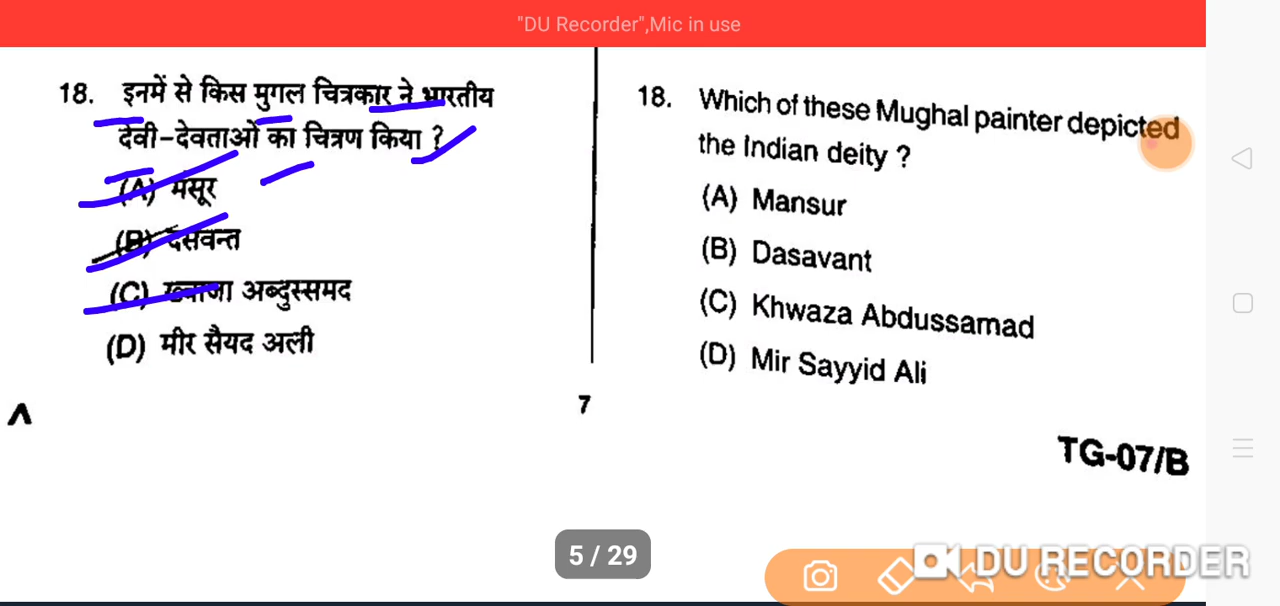 "DU Recorder",Mic in use
18. इनमें से किस मुगल चित्रकार ने भारतीय
देवी-देवताओं का चित्रण किया ?
(A) मंसूर
(B) दसवन्त
(C) ख्वाजा अब्दुस्समद
(D) मीर सैयद अली
18. Which of these Mughal painter depicted
the Indian deity ?
(A) Mansur
(B) Dasavant
(C) Khwaza Abdussamad
(D) Mir Sayyid Ali
7
TG-07/B
5 / 29
DU RECORDER